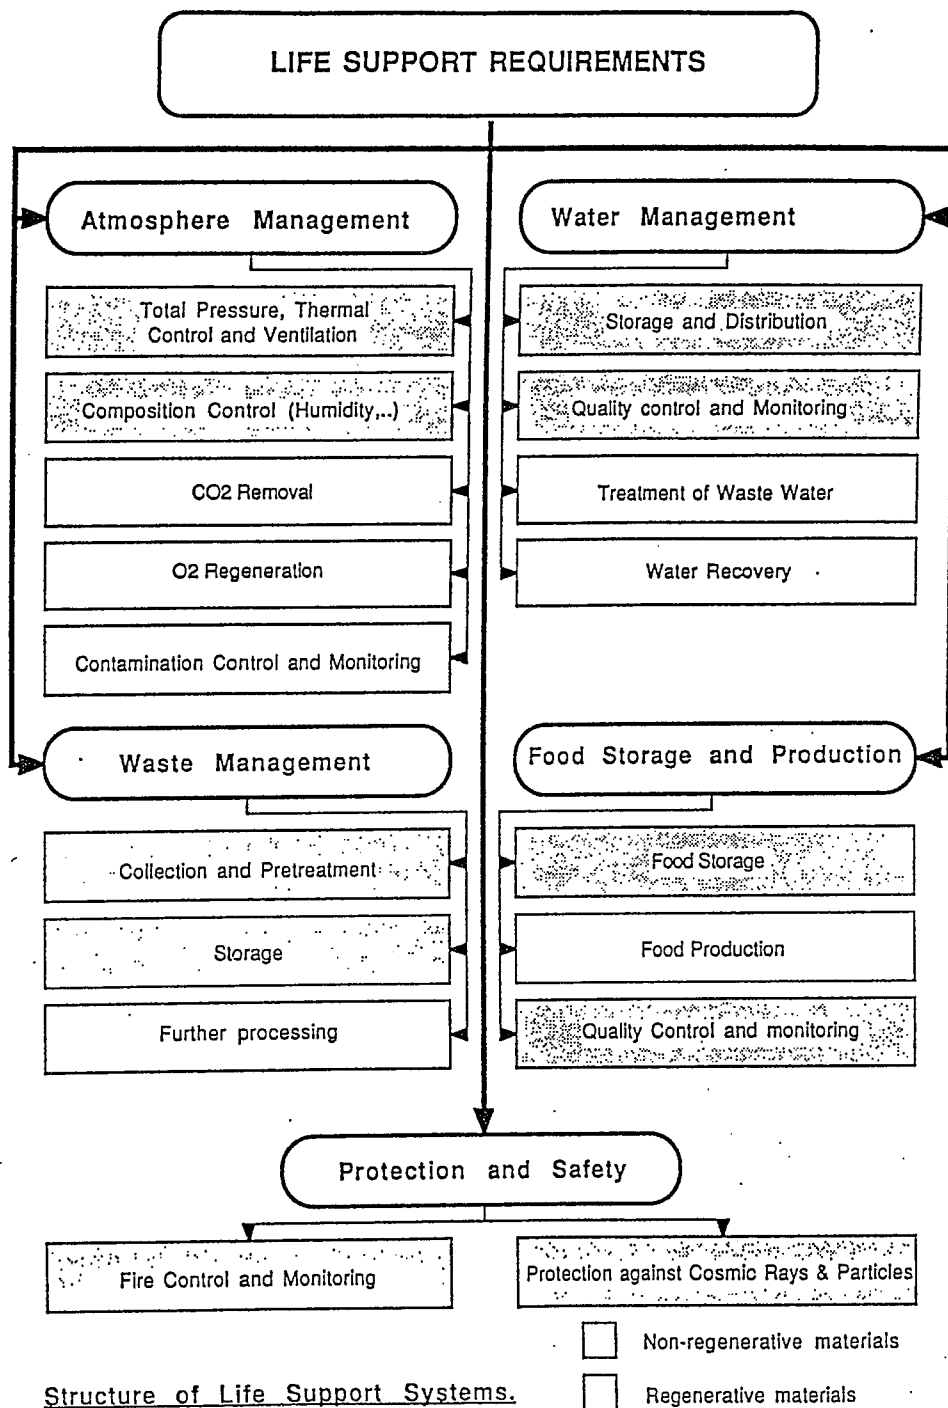 LIFE SUPPORT REQUIREMENTS
Atmosphere Management
Total Pressure, Thermal
Control and Ventilation
Composition Control (Humidity,..)
CO2 Removal
O2 Regeneration
Contamination Control and Monitoring
Water Management
Storage and Distribution
Quality control and Monitoring
Treatment of Waste Water
Water Recovery
Waste Management
Collection and Pretreatment
Storage
Further processing
Food Storage and Production
Food Storage
Food Production
Quality Control and monitoring
Protection and Safety
Fire Control and Monitoring
Protection against Cosmic Rays & Particles
Non-regenerative materials
Regenerative materials
Structure of Life Support Systems.